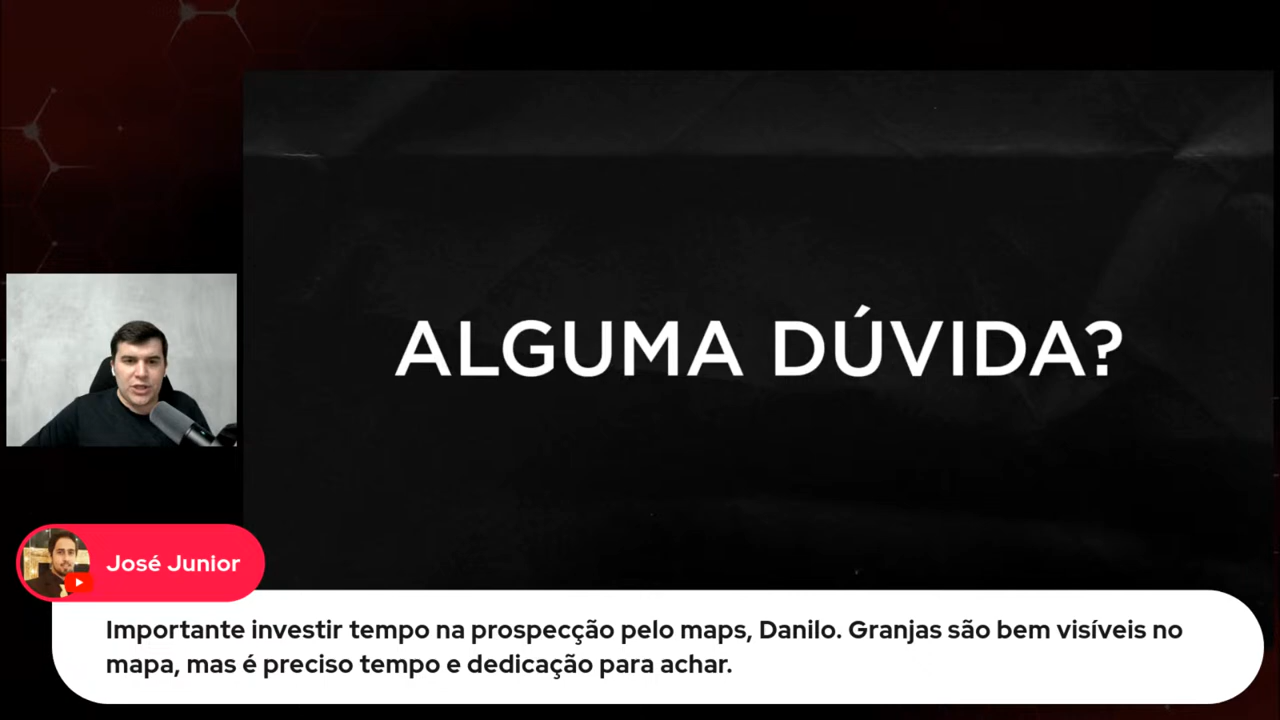 ALGUMA DÚVIDA?
José Junior
Importante investir tempo na prospecção pelo maps, Danilo. Granjas são bem visíveis no
mapa, mas é preciso tempo e dedicação para achar.